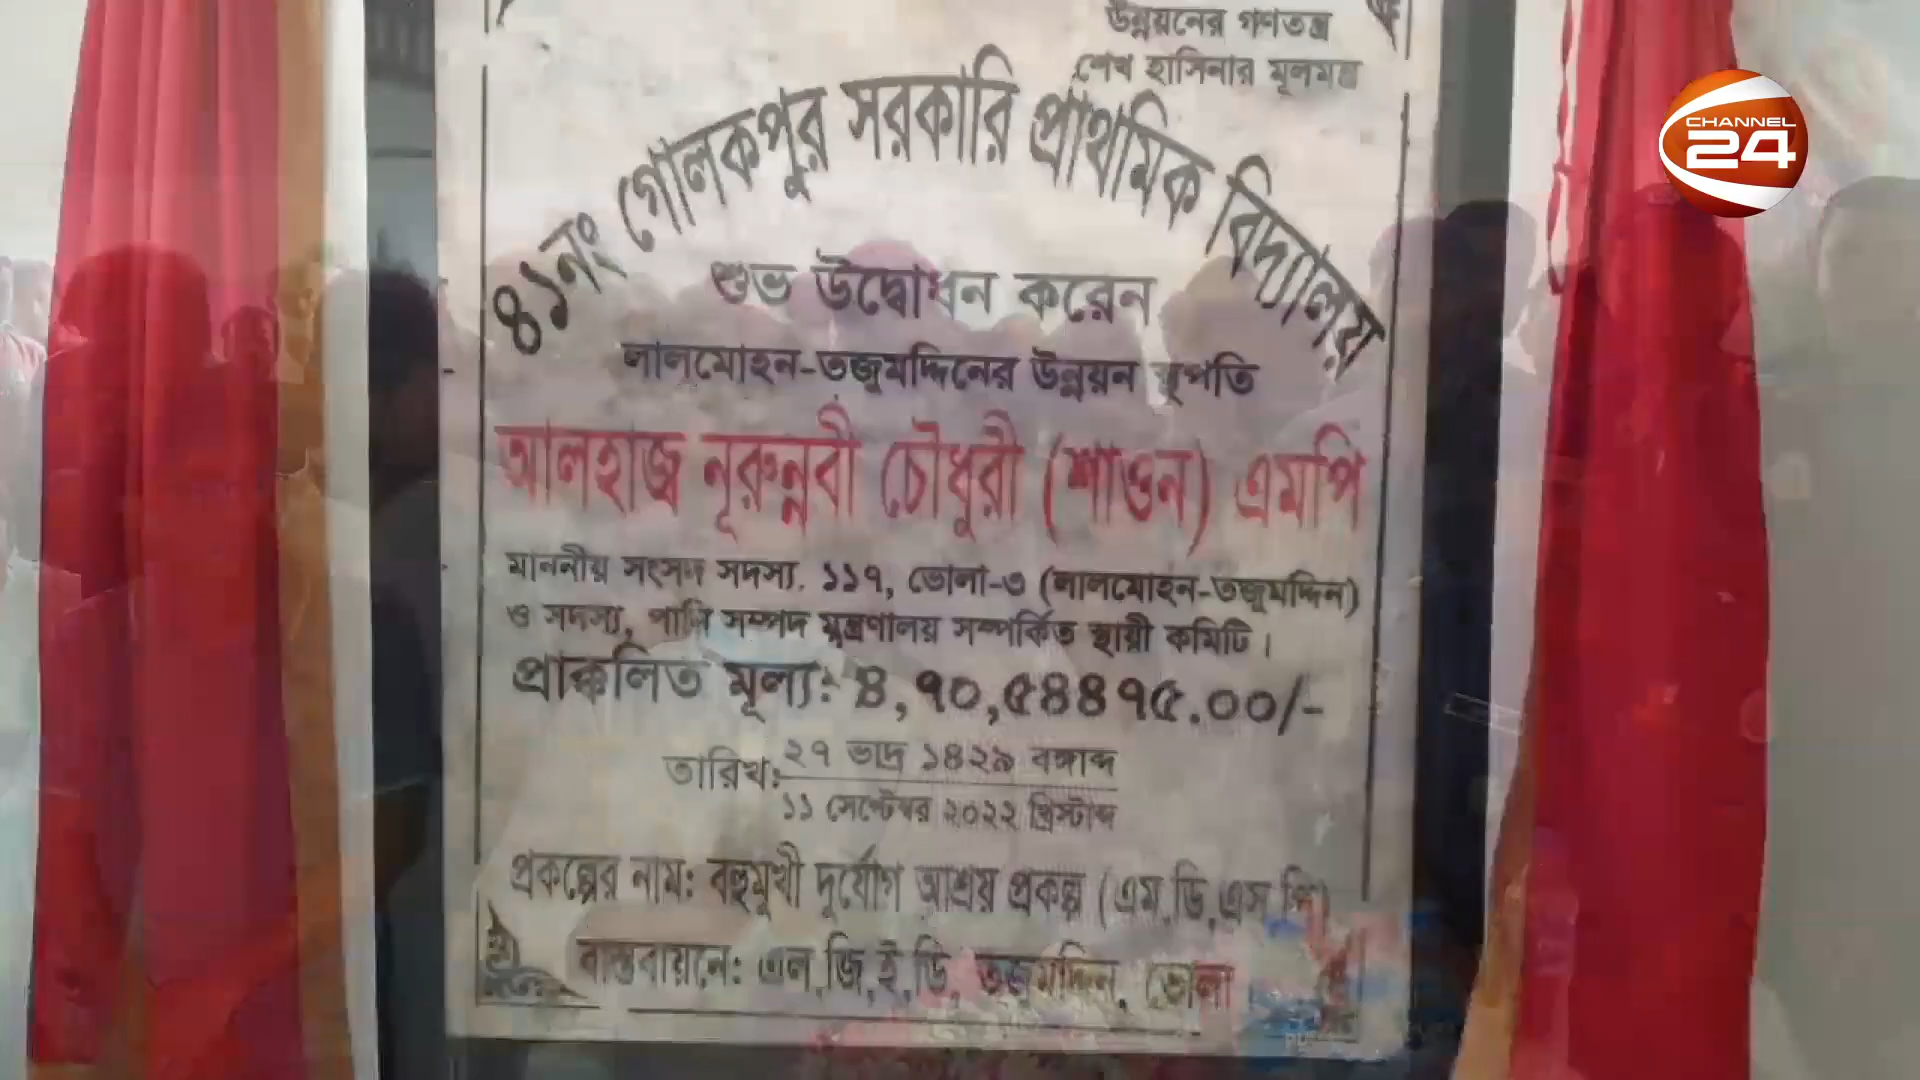 উন্নয়নের গণতন্ত্র
শেখ হাসিনার মূলমন্ত্র
CHANNEL
24
৪১নং গোলকপুর সরকারি প্রাথমিক বিদ্যালয়
শুভ উদ্বোধন করেন
লালমোহন-তজুমদ্দিনের উন্নয়ন স্থপতি
আলহাজ্ব নূরুন্নবী চৌধুরী (শাওন) এমপি
মাননীয় সংসদ সদস্য. ১১৭, ভোলা-৩ (লালমোহন-তজুমদ্দিন)
ও সদস্য, পানি সম্পদ মন্ত্রণালয় সম্পর্কিত স্থায়ী কমিটি।
প্রাক্কলিত মূল্য: ৪,৭০,৫৪৪৭৫.০০/-
তারিখ: ২৭ ভাদ্র ১৪২৯ বঙ্গাব্দ
১১ সেপ্টেম্বর ২০২২ খ্রিস্টাব্দ
প্রকল্পের নাম: বহুমুখী দুর্যোগ আশ্রয় প্রকল্প (এম.ডি.এস.পি)
বাস্তবায়নে: এল.জি.ই.ডি, তজুমদ্দিন, ভোলা